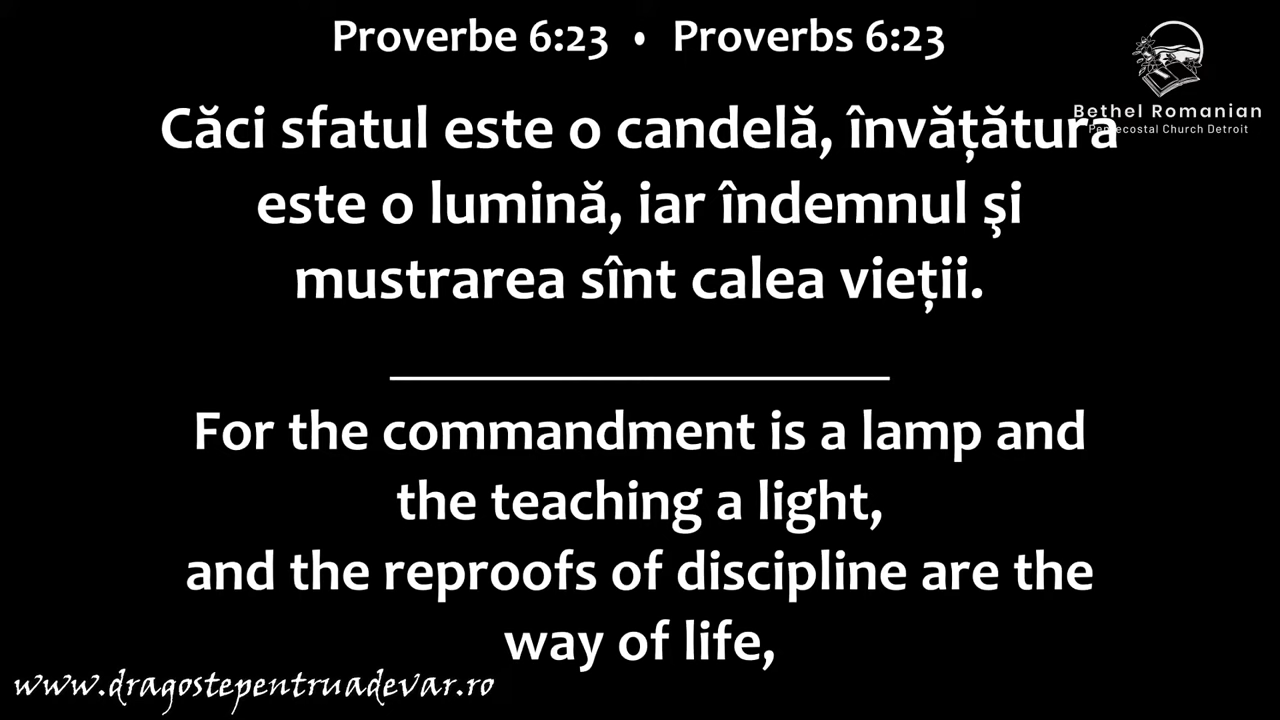 Proverbe 6:23 • Proverbs 6:23
Bethel Romanian
Pentecostal Church Detroit
Căci sfatul este o candelă, învățătura
este o lumină, iar îndemnul şi
mustrarea sînt calea vieții.
For the commandment is a lamp and
the teaching a light,
and the reproofs of discipline are the
way of life,
www.dragostepentruadevar.ro